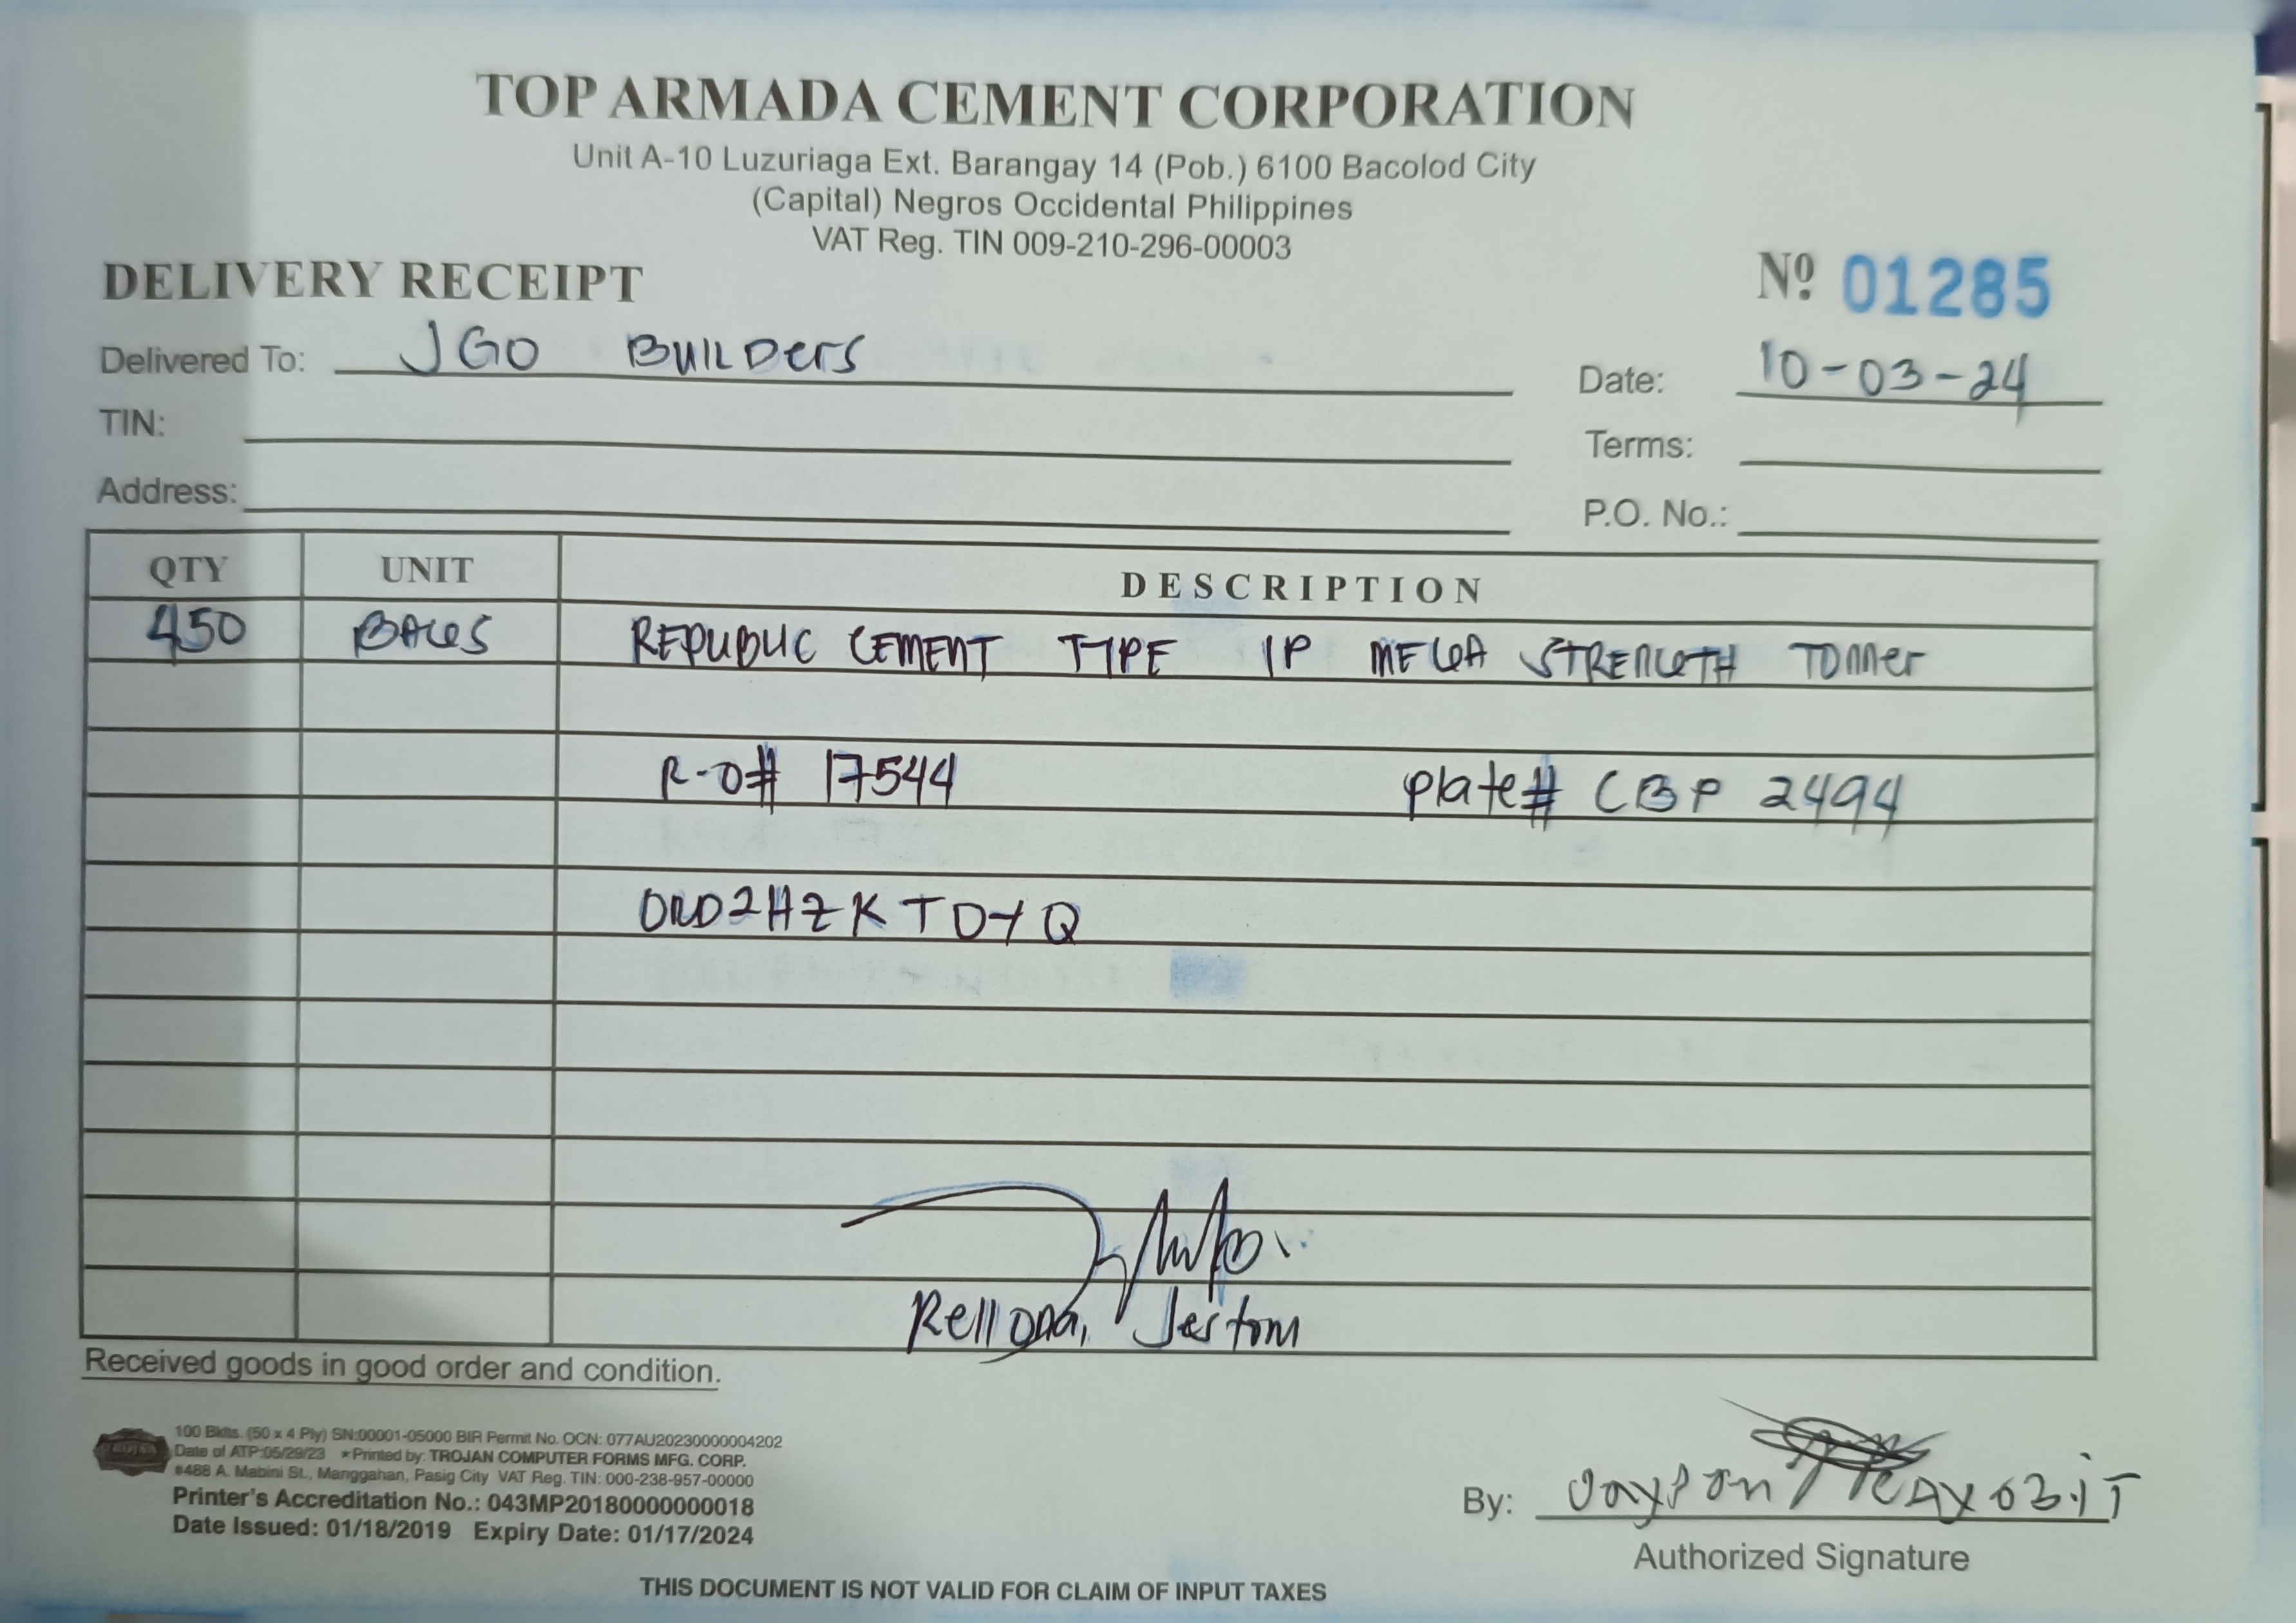 TOP ARMADA CEMENT CORPORATION
Unit A-10 Luzuriaga Ext. Barangay 14 (Pob.) 6100 Bacolod City
(Capital) Negros Occidental Philippines
VAT Reg. TIN 009-210-296-00003
DELIVERY RECEIPT Nº 01285
Delivered To: JGO BUILDers Date: 10-03-24
TIN: Terms:
Address: P.O. No.:
QTY UNIT DESCRIPTION
450 BAGS REPUBLIC CEMENT TYPE 1P MEGA STRENGTH TONNer
R-O# 17544 plate# CBP 2494
ORD2HZKTDYQ
Rellona, Jestom
Received goods in good order and condition.
100 Bklts. (50 x 4 Ply) SN:00001-05000 BIR Permit No. OCN: 077AU20230000004202
Date of ATP:05/29/23 *Printed by: TROJAN COMPUTER FORMS MFG. CORP.
#488 A. Mabini St., Manggahan, Pasig City VAT Reg. TIN: 000-238-957-00000
Printer's Accreditation No.: 043MP20180000000018
Date Issued: 01/18/2019 Expiry Date: 01/17/2024
By:
Authorized Signature
THIS DOCUMENT IS NOT VALID FOR CLAIM OF INPUT TAXES